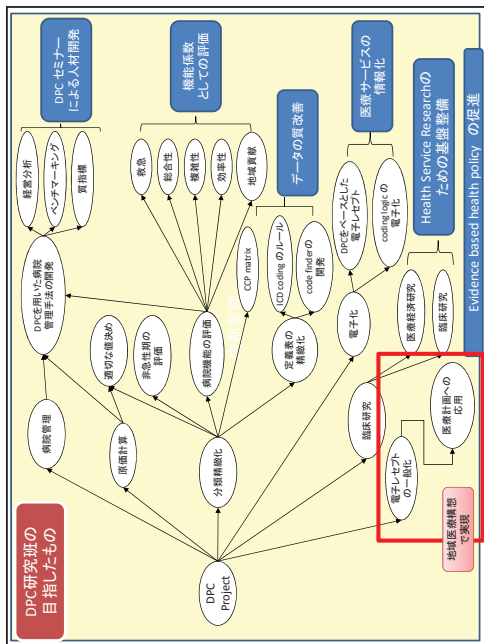 DPC研究班の
目指したもの
DPC
Project
病院管理
原価計算
分類精緻化
臨床研究
電子レセプト
の一般化
DPCを用いた病院
管理手法の開発
適切な値決め
非急性期の
評価
病院機能の評価
定義表の
精緻化
電子化
医療経済研究
臨床研究
医療計画への
応用
経営分析
ベンチマーキング
質指標
救急
総合性
複雑性
効率性
地域貢献
CCP matrix
ICD codingのルール
code finderの
開発
DPCをベースとした
電子レセプト
coding logicの
電子化
DPCセミナー
による人材開発
機能係数
としての評価
データの質改善
医療サービスの
情報化
Health Service Researchの
ための基盤整備
Evidence based health policy の促進
地域医療構想
で実現